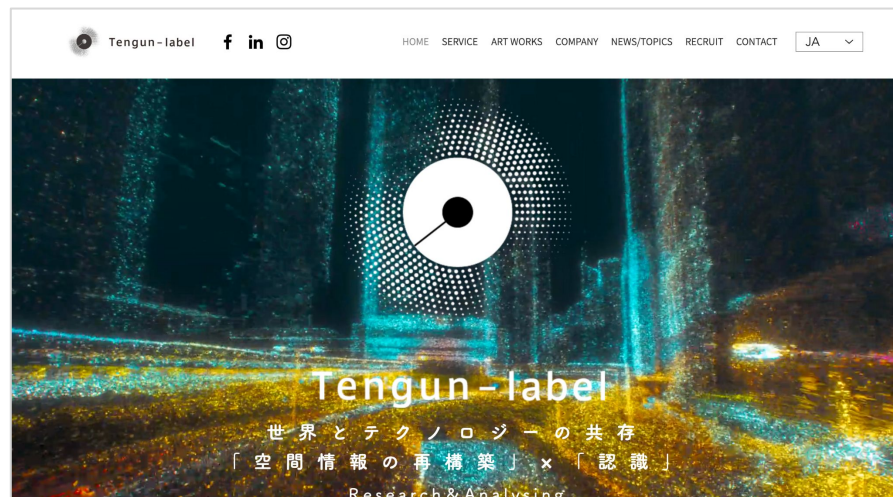 Tengun-label
HOME SERVICE ART WORKS COMPANY NEWS/TOPICS RECRUIT CONTACT JA
Tengun-label
世界とテクノロジーの共存
「空間情報の再構築」×「認識」
Research&Analysing